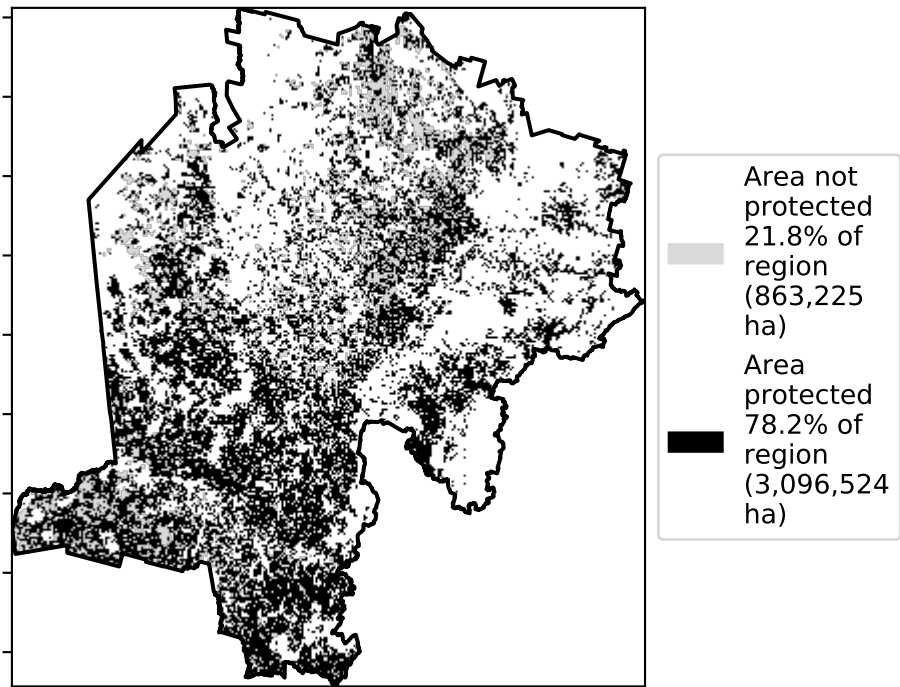 Area not
protected
21.8% of
region
(863,225
ha)
Area
protected
78.2% of
region
(3,096,524
ha)